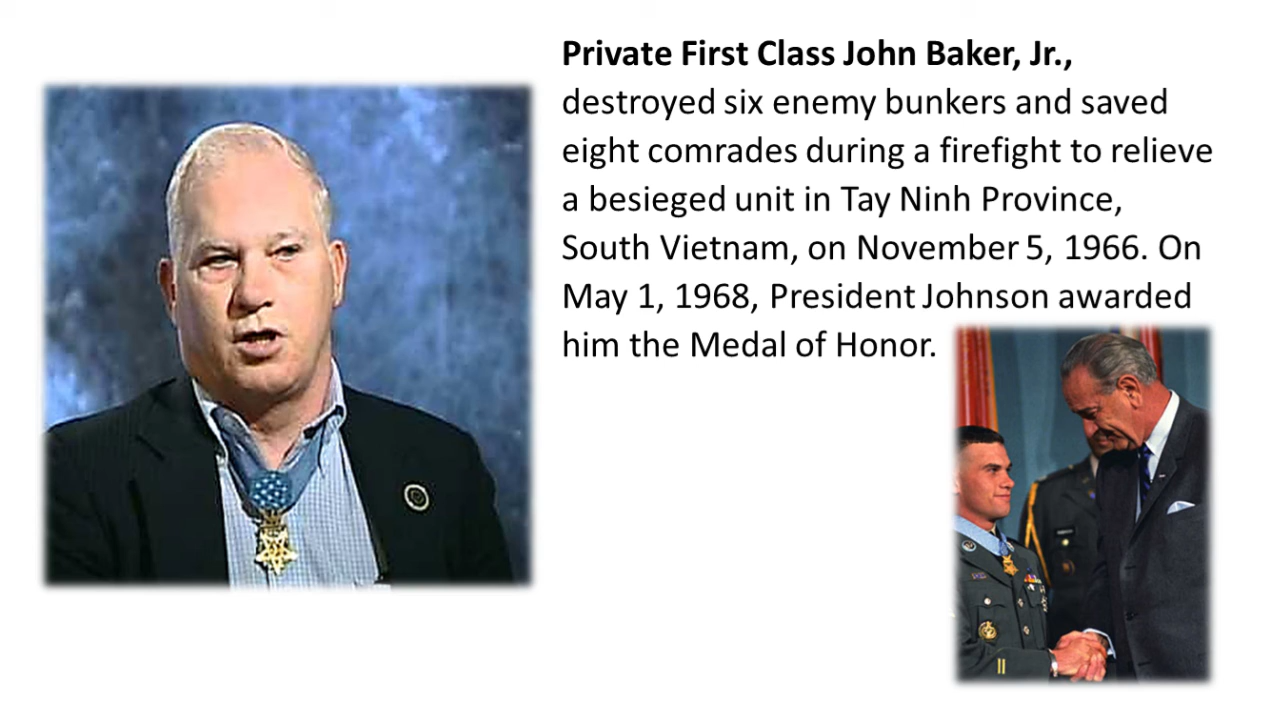 Private First Class John Baker, Jr.,
destroyed six enemy bunkers and saved
eight comrades during a firefight to relieve
a besieged unit in Tay Ninh Province,
South Vietnam, on November 5, 1966. On
May 1, 1968, President Johnson awarded
him the Medal of Honor.